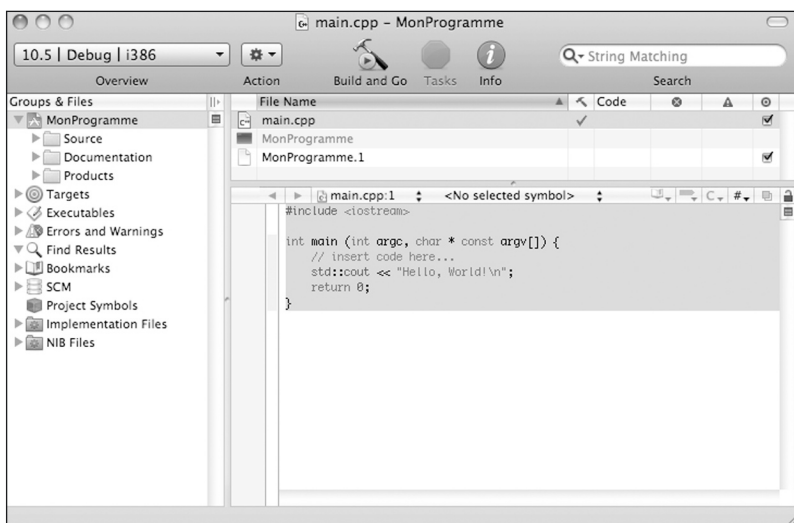 main.cpp – MonProgramme
10.5 | Debug | i386
String Matching
Overview
Action
Build and Go
Tasks
Info
Search
Groups & Files
MonProgramme
Source
Documentation
Products
Targets
Executables
Errors and Warnings
Find Results
Bookmarks
SCM
Project Symbols
Implementation Files
NIB Files
File Name
Code
main.cpp
MonProgramme
MonProgramme.1
main.cpp:1
<No selected symbol>
C
#
#include <iostream>
int main (int argc, char * const argv[]) {
// insert code here...
std::cout << "Hello, World!\n";
return 0;
}